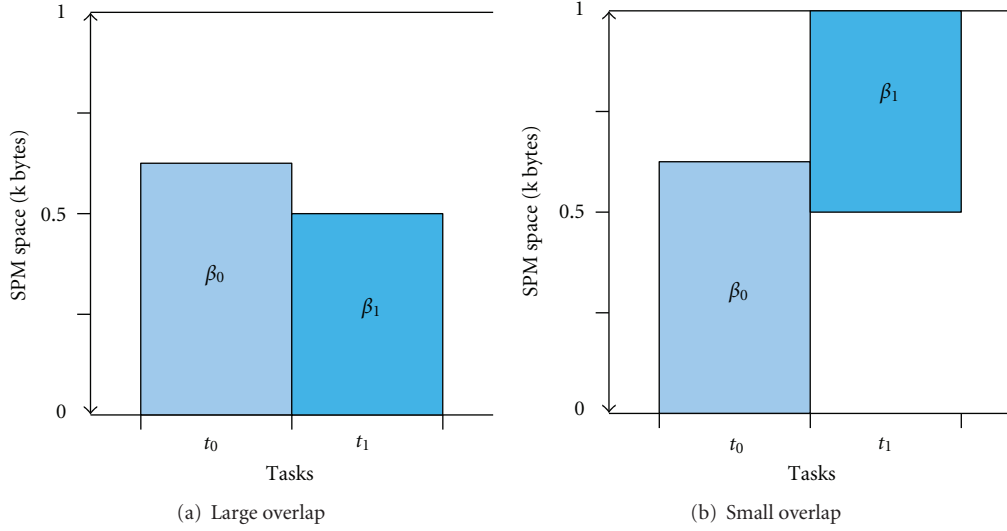 1
SPM space (k bytes)
0.5
0
β0
β1
t0
t1
Tasks
(a) Large overlap
1
SPM space (k bytes)
0.5
0
β0
β1
t0
t1
Tasks
(b) Small overlap